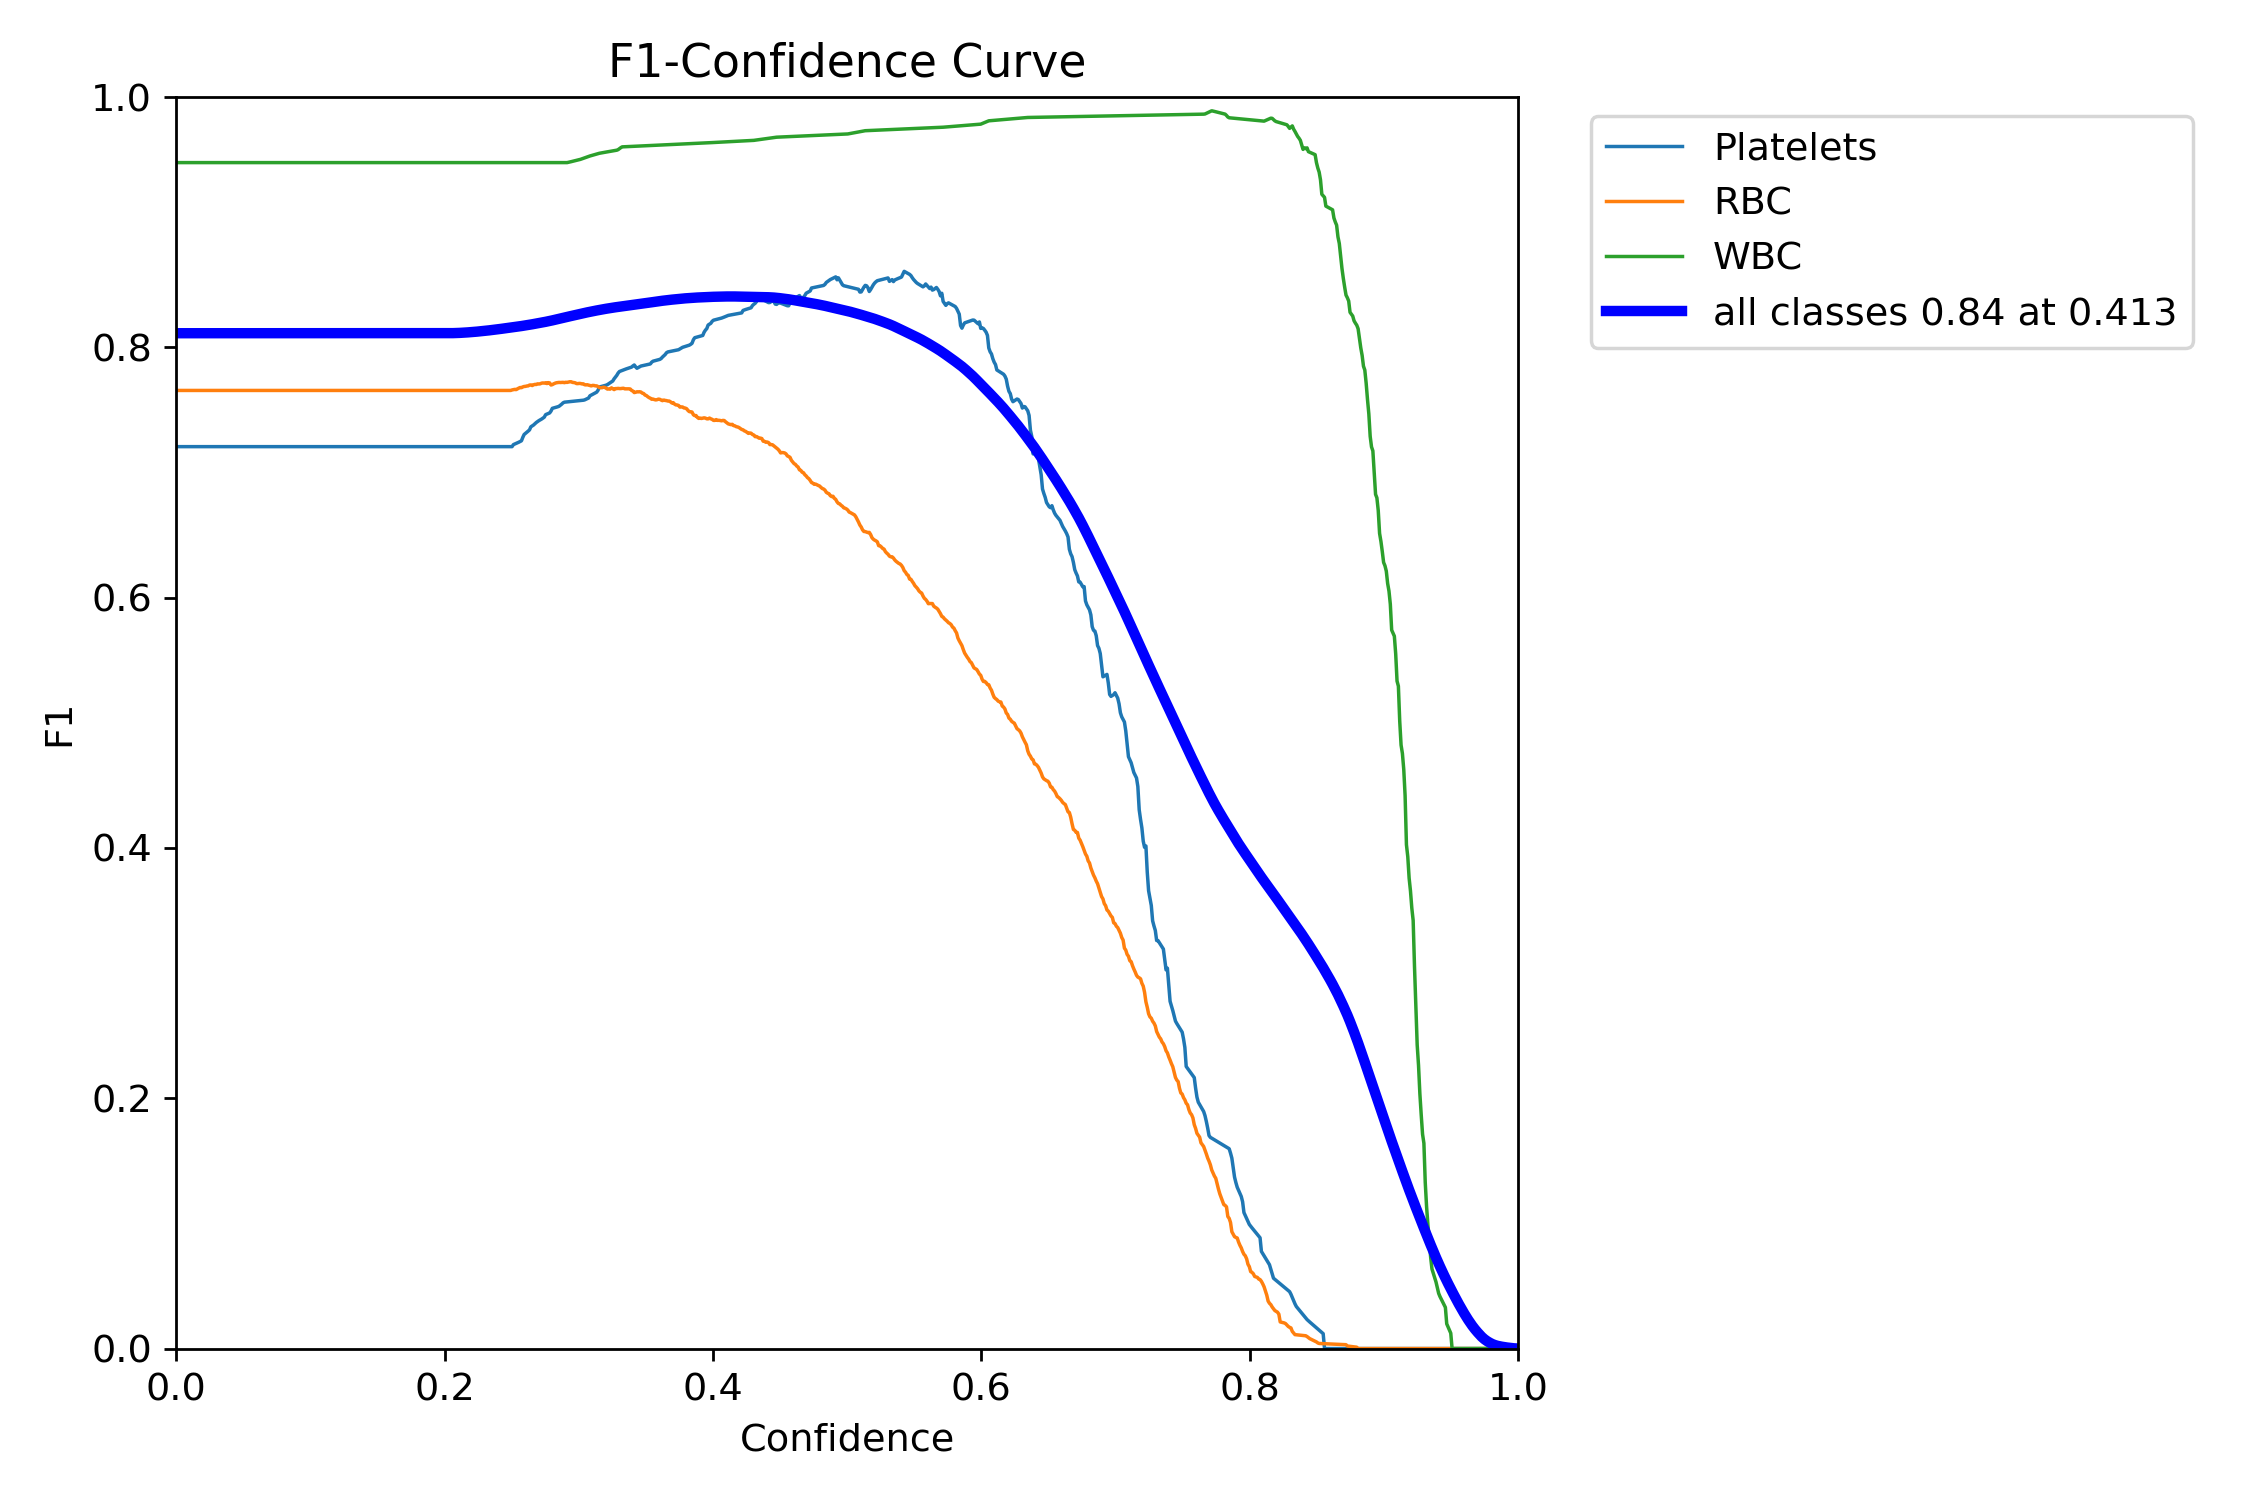 F1-Confidence Curve
1.0
0.8
0.6
0.4
0.2
0.0
F1
0.0 0.2 0.4 0.6 0.8 1.0
Confidence
Platelets
RBC
WBC
all classes 0.84 at 0.413